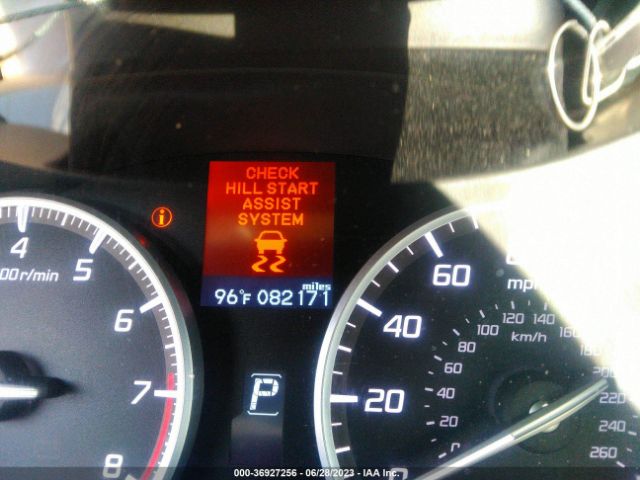 CHECK
HILL START
ASSIST
SYSTEM
miles
96°F 082171
4
5
6
7
8
00 r/min
P
20
40
60
mph
km/h
0
20
40
60
80
100
120
140
160
180
200
220
240
260
000-36927256 - 06/28/2023 - IAA Inc.